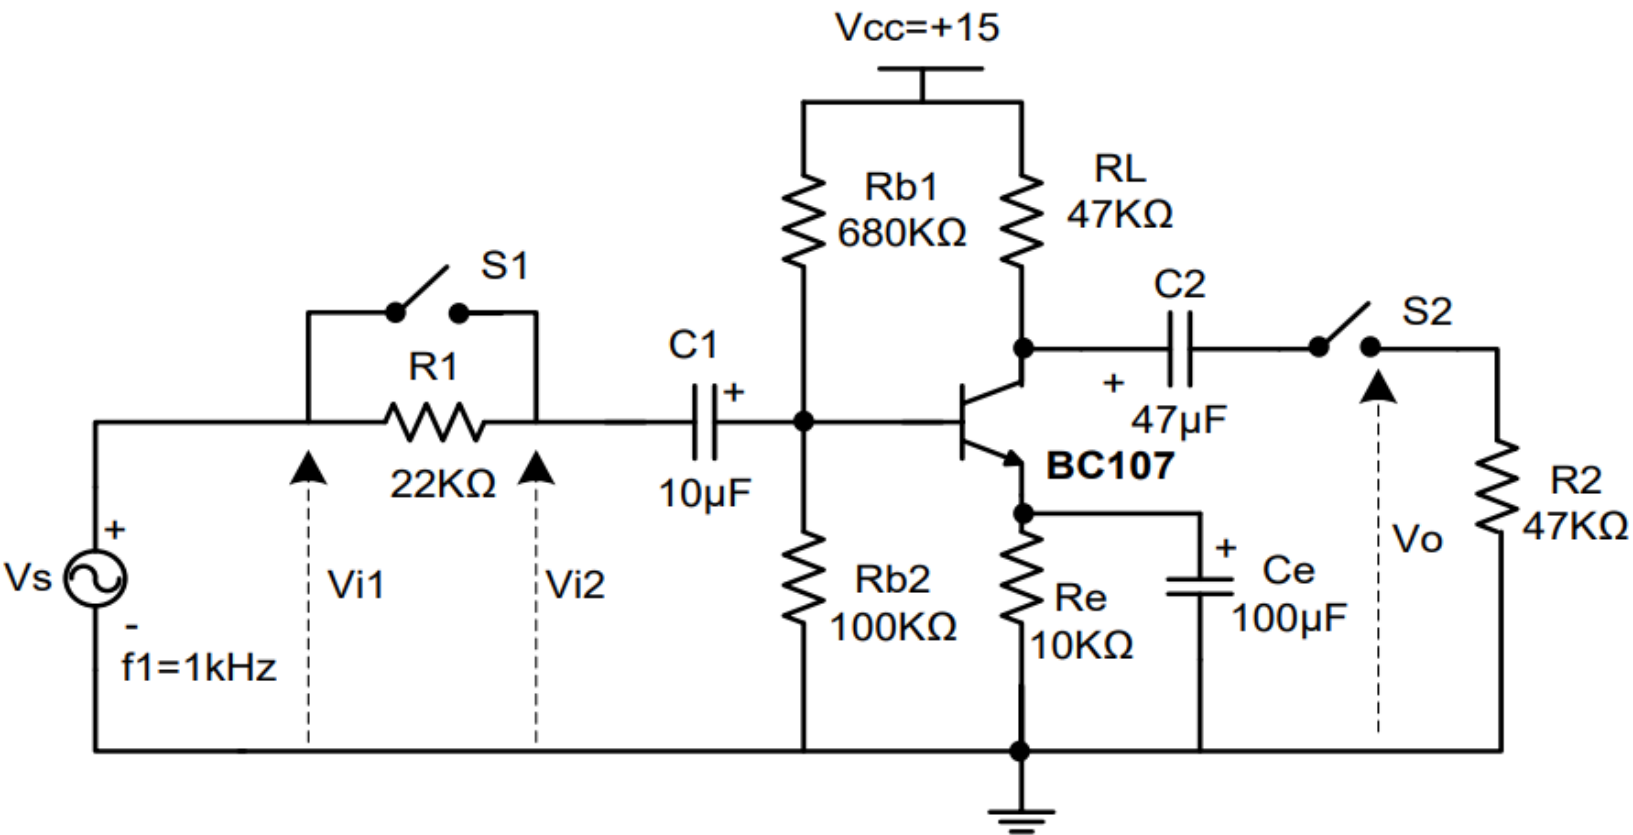 Vcc=+15
Rb1
680KΩ
RL
47KΩ
S1
R1
22KΩ
C1
+
10µF
C2
+
47µF
S2
BC107
R2
47KΩ
Vs
+
-
f1=1kHz
Vi1
Vi2
Rb2
100KΩ
Re
10KΩ
+
Ce
100µF
Vo